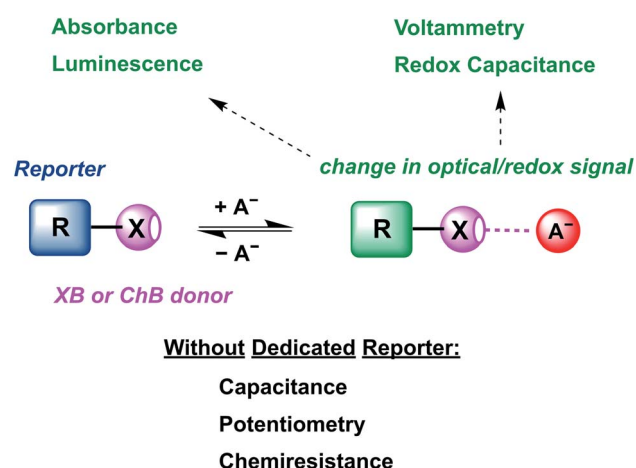 Absorbance
Luminescence
Voltammetry
Redox Capacitance
Reporter
change in optical/redox signal
R
X
+ A⁻
− A⁻
R
X
A⁻
XB or ChB donor
Without Dedicated Reporter:
Capacitance
Potentiometry
Chemiresistance